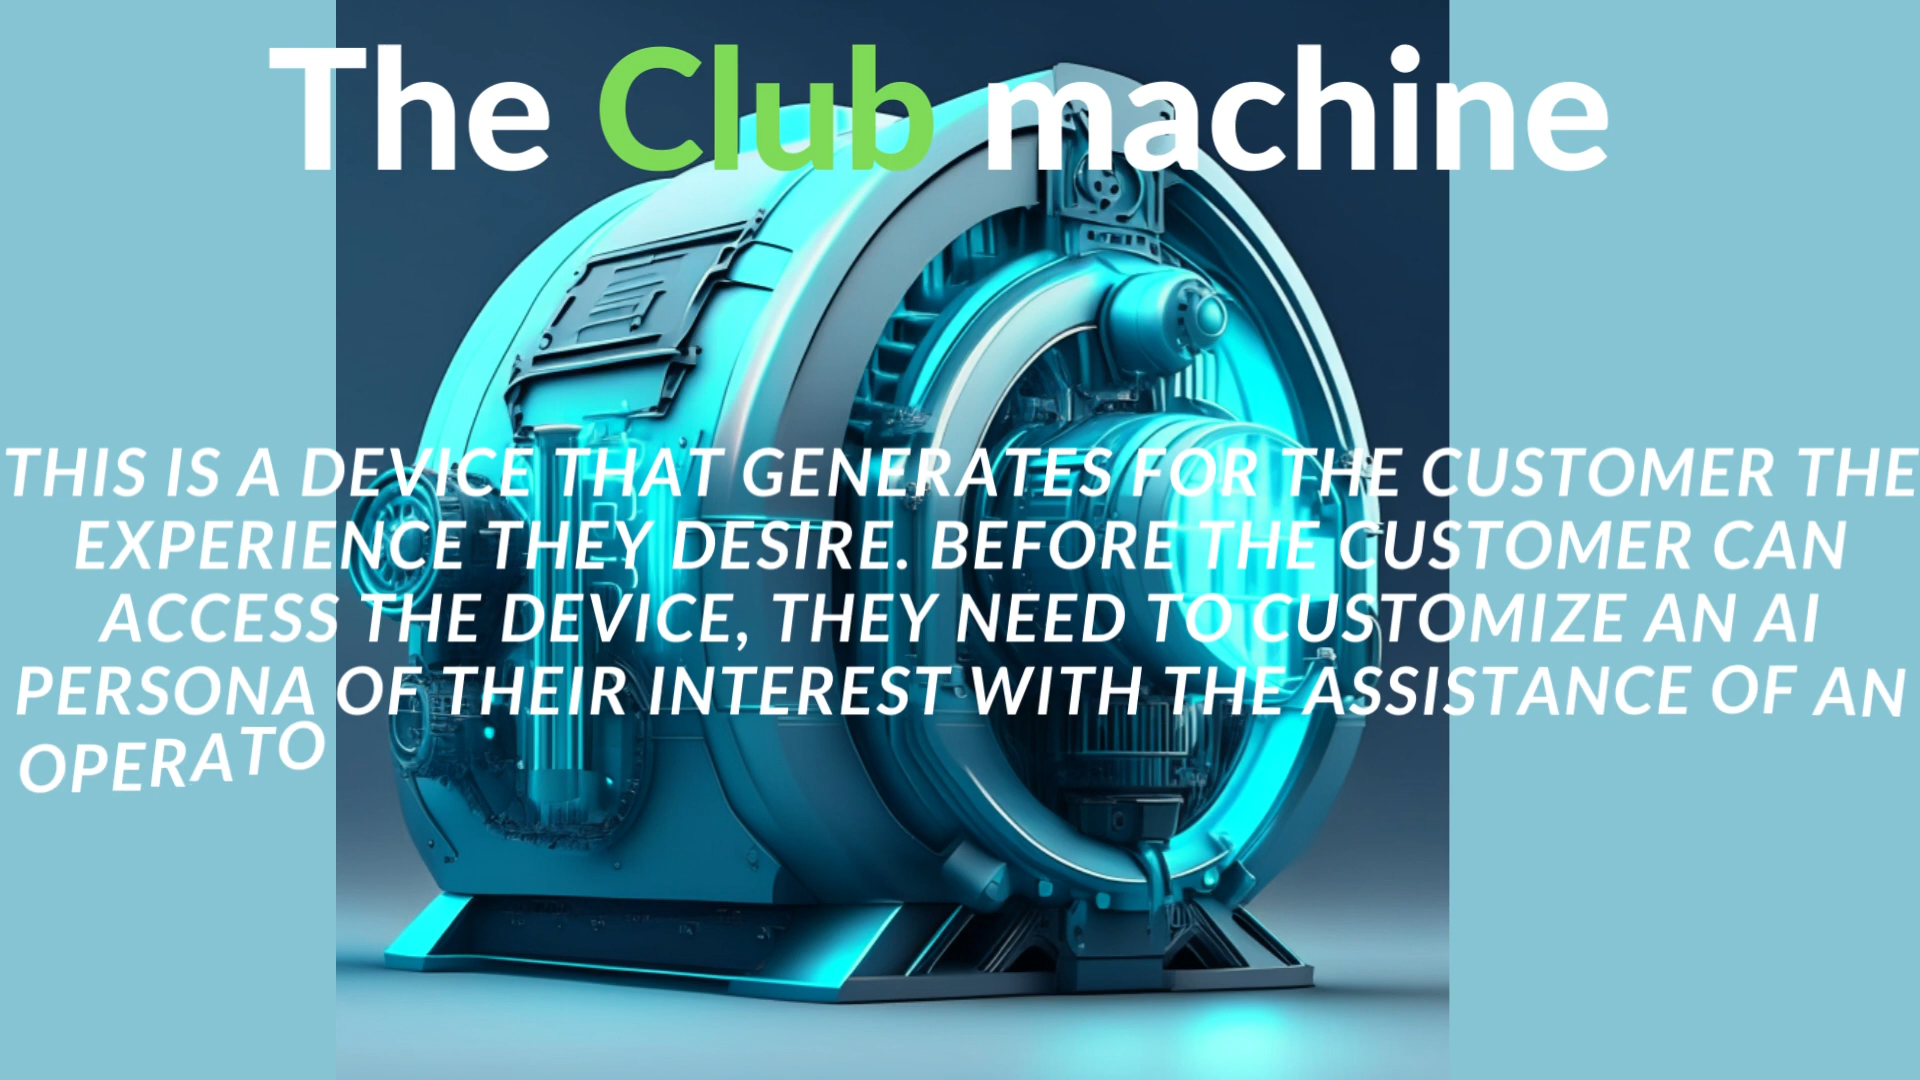 The Club machine
THIS IS A DEVICE THAT GENERATES FOR THE CUSTOMER THE
EXPERIENCE THEY DESIRE. BEFORE THE CUSTOMER CAN
ACCESS THE DEVICE, THEY NEED TO CUSTOMIZE AN AI
PERSONA OF THEIR INTEREST WITH THE ASSISTANCE OF AN
OPERATO